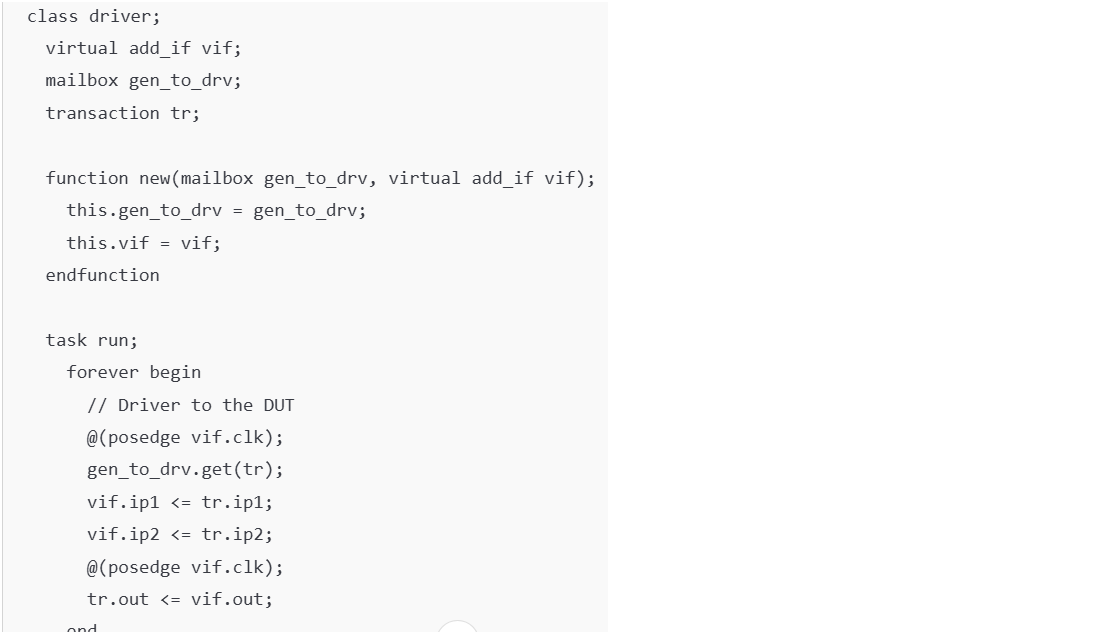 class driver;
virtual add_if vif;
mailbox gen_to_drv;
transaction tr;
function new(mailbox gen_to_drv, virtual add_if vif);
this.gen_to_drv = gen_to_drv;
this.vif = vif;
endfunction
task run;
forever begin
// Driver to the DUT
@(posedge vif.clk);
gen_to_drv.get(tr);
vif.ip1 <= tr.ip1;
vif.ip2 <= tr.ip2;
@(posedge vif.clk);
tr.out <= vif.out;
end